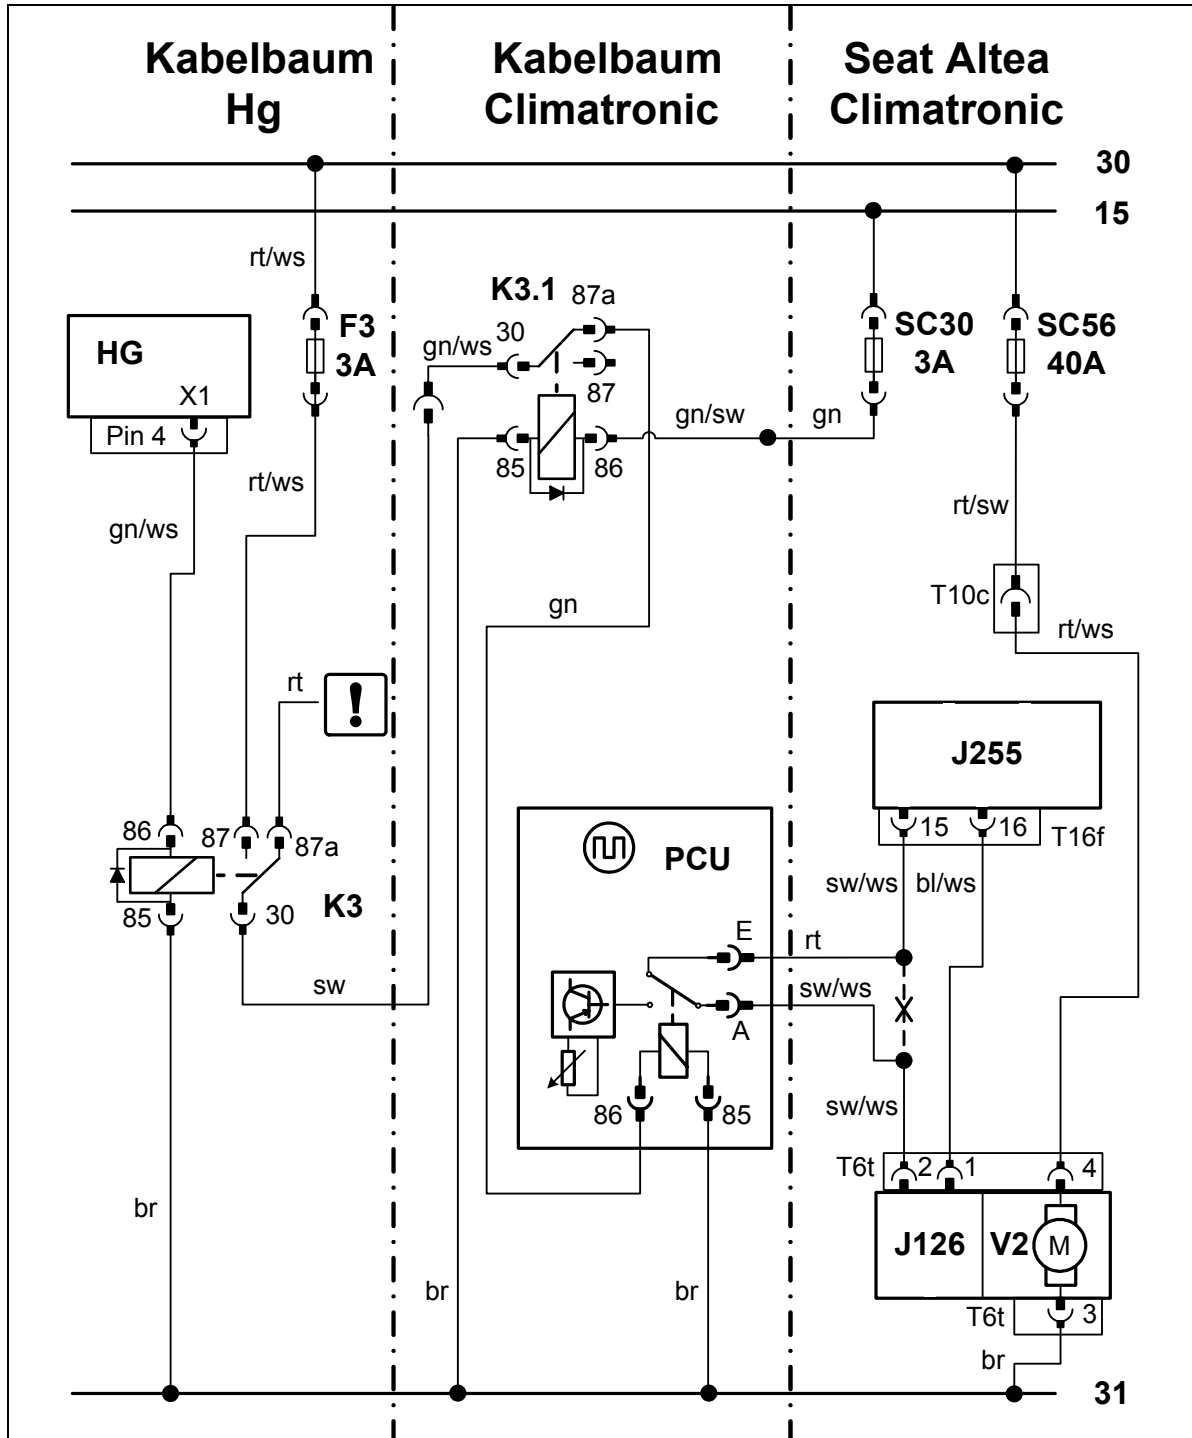 Kabelbaum
Hg
Kabelbaum
Climatronic
Seat Altea
Climatronic
30
15
rt/ws
K3.1
87a
F3
3A
30
gn/ws
SC30
3A
SC56
40A
HG
X1
87
Pin 4
gn/sw
gn
rt/ws
85
86
gn/ws
rt/sw
T10c
gn
rt/ws
rt
!
J255
86
87
87a
15
16
T16f
PCU
sw/ws
bl/ws
85
30
K3
E
rt
sw
sw/ws
A
86
85
sw/ws
T6t
2
1
4
br
J126
V2
M
br
br
T6t
3
br
31